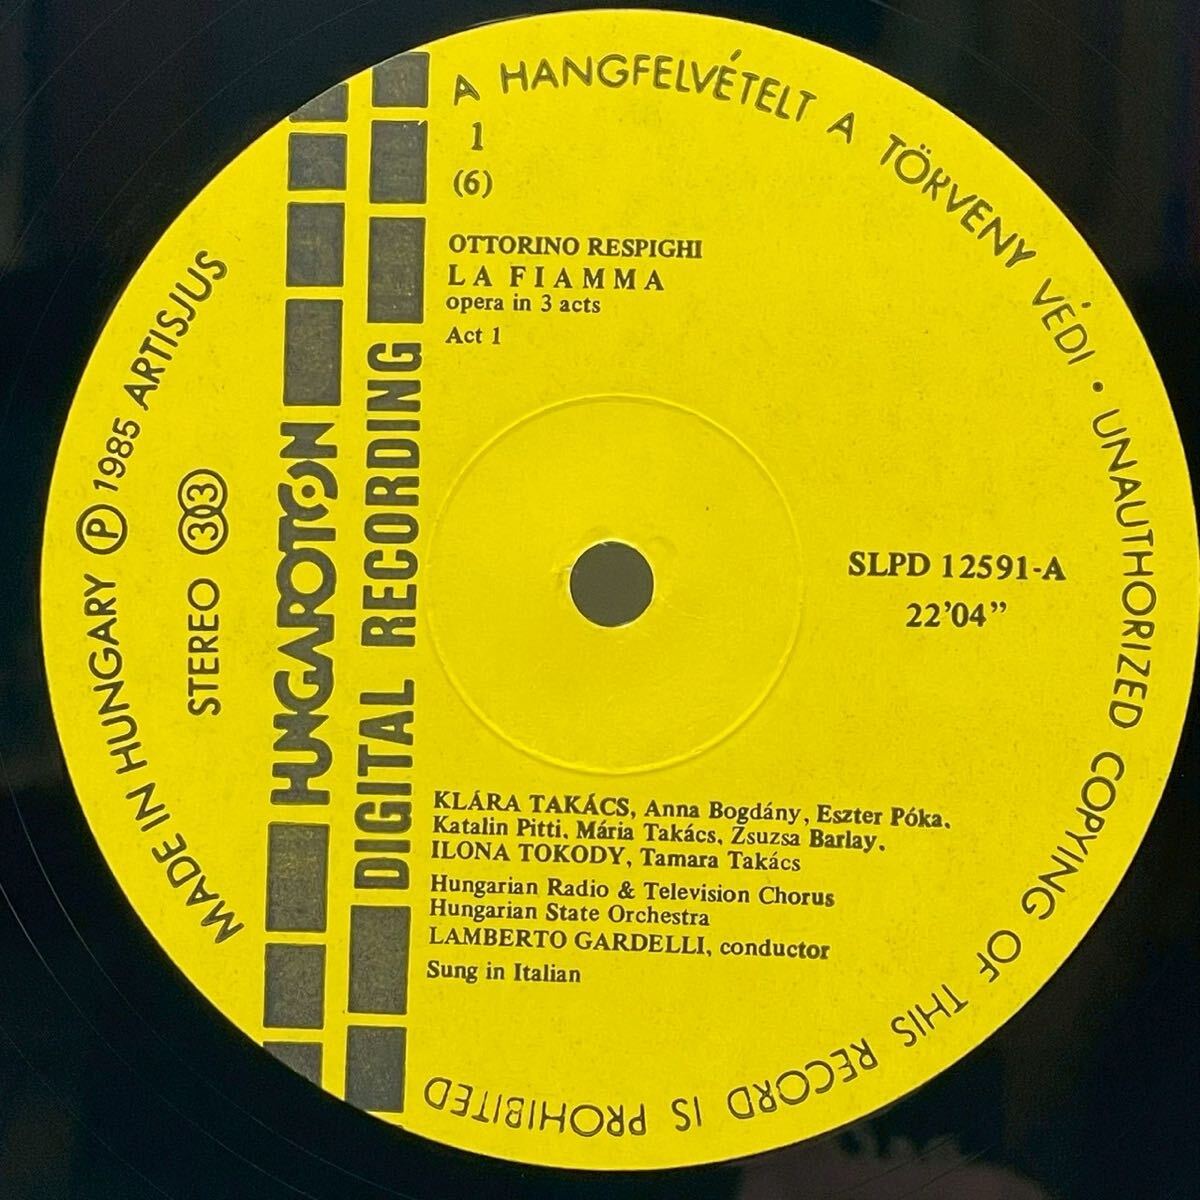 A HANGFELVÉTELT A TÖRVÉNY VÉDI • UNAUTHORIZED COPYING OF THIS RECORD IS PROHIBITED
MADE IN HUNGARY Ⓟ 1985 ARTISJUS
STEREO 33
HUNGAROTON
DIGITAL RECORDING
1
(6)
OTTORINO RESPIGHI
LA FIAMMA
opera in 3 acts
Act 1
SLPD 12591-A
22’04”
KLÁRA TAKÁCS, Anna Bogdány, Eszter Póka,
Katalin Pitti, Mária Takács, Zsuzsa Barlay,
ILONA TOKODY, Tamara Takács
Hungarian Radio & Television Chorus
Hungarian State Orchestra
LAMBERTO GARDELLI, conductor
Sung in Italian